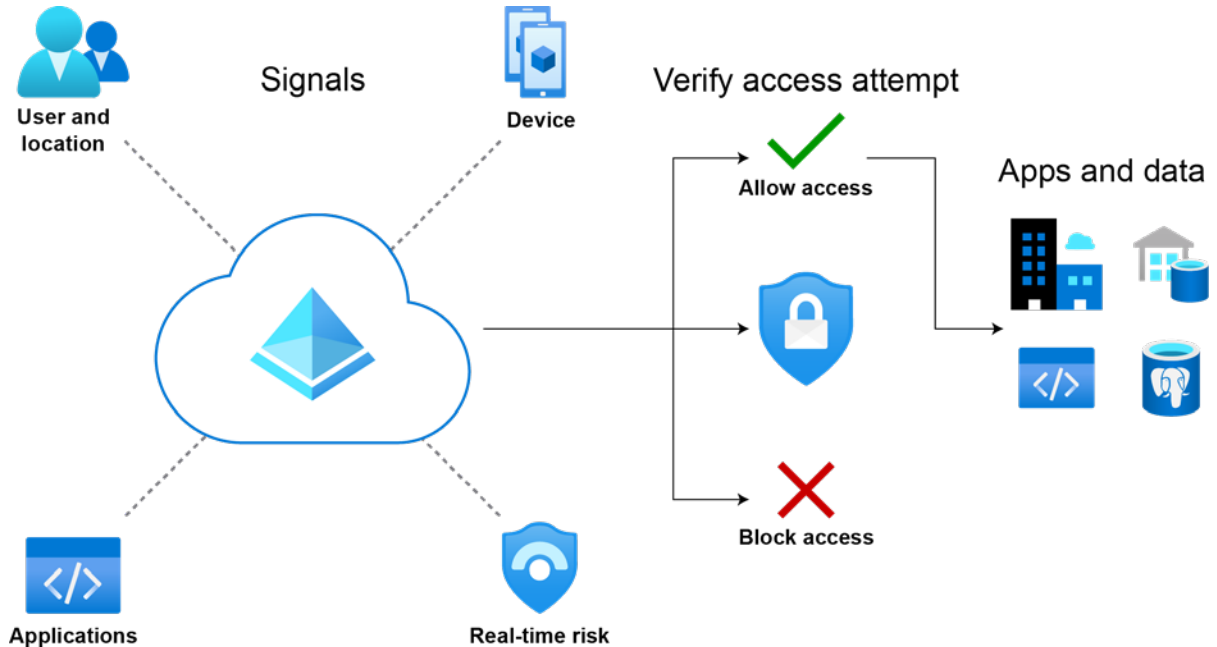 Signals
Verify access attempt
User and
location
Device
Allow access
Apps and data
</>
Block access
</>
Applications
Real-time risk